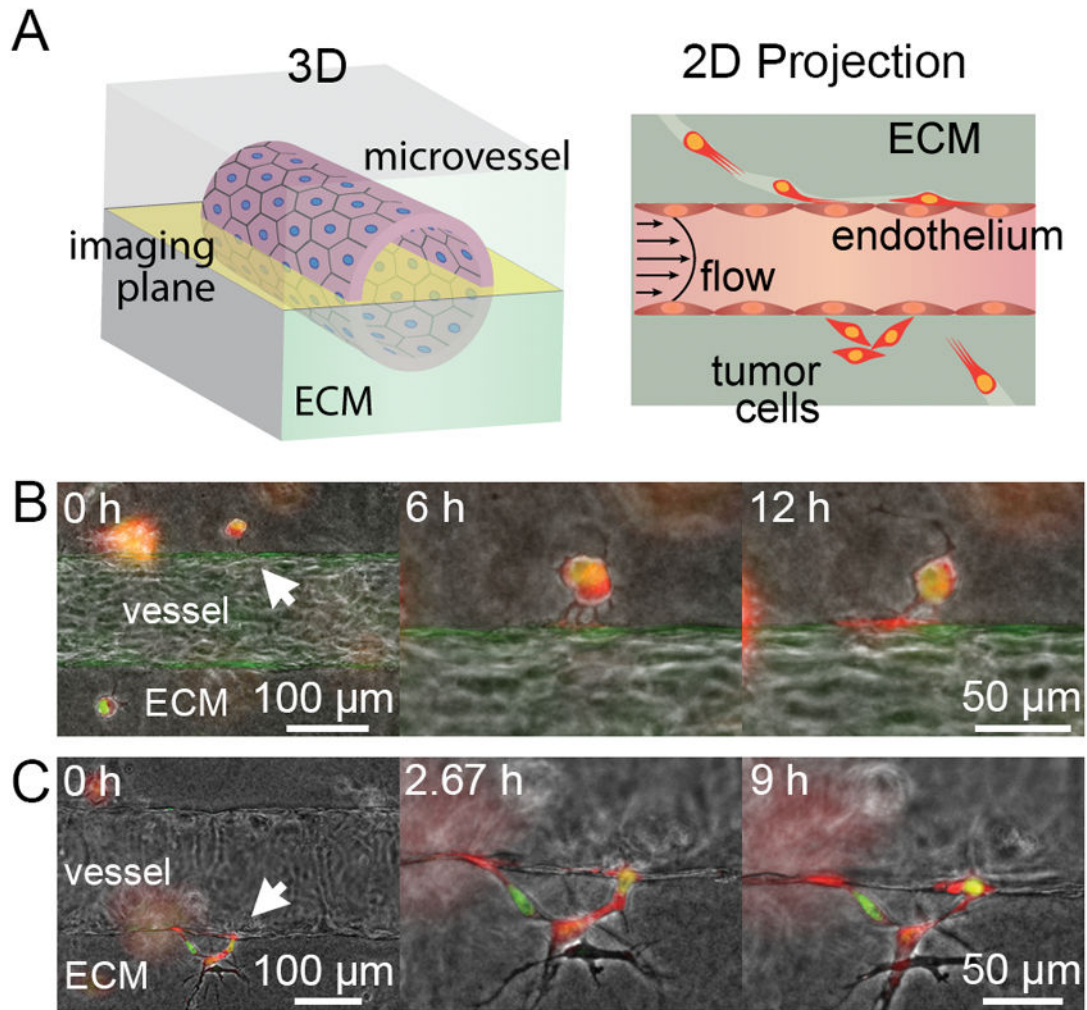 A
3D
2D Projection
microvessel
imaging
plane
ECM
ECM
endothelium
flow
tumor
cells
B
0 h
vessel
ECM
100 µm
6 h
12 h
50 µm
C
0 h
vessel
ECM
100 µm
2.67 h
9 h
50 µm